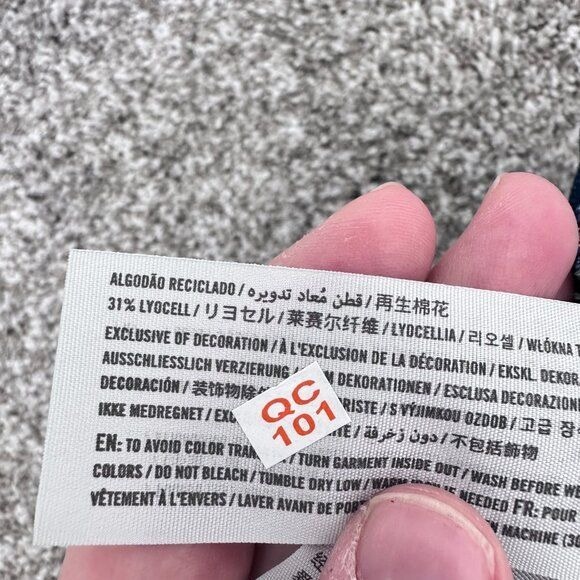 ALGODÃO RECICLADO / قطن مُعاد تدويره / 再生棉花
31% LYOCELL / リヨセル / 莱赛尔纤维 / LYOCELLIA / 리오셀 / WŁÓKNA
EXCLUSIVE OF DECORATION / À L'EXCLUSION DE LA DÉCORATION / EKSKL. DEKOR
AUSSCHLIESSLICH VERZIERUNG / DEKORATIONEN / ESCLUSA DECORAZION
DECORACIÓN / 装饰物除 / S VÝJIMKOU OZDOB / 고급 장
IKKE MEDREGNET / دون زخرفة / 不包括飾物
QC
101
EN: TO AVOID COLOR / TURN GARMENT INSIDE OUT / WASH BEFORE
COLORS / DO NOT BLEACH / TUMBLE DRY LOW / WARM IF NEEDED FR: POUR
VÊTEMENT À L'ENVERS / LAVER AVANT DE EN MACHINE (30